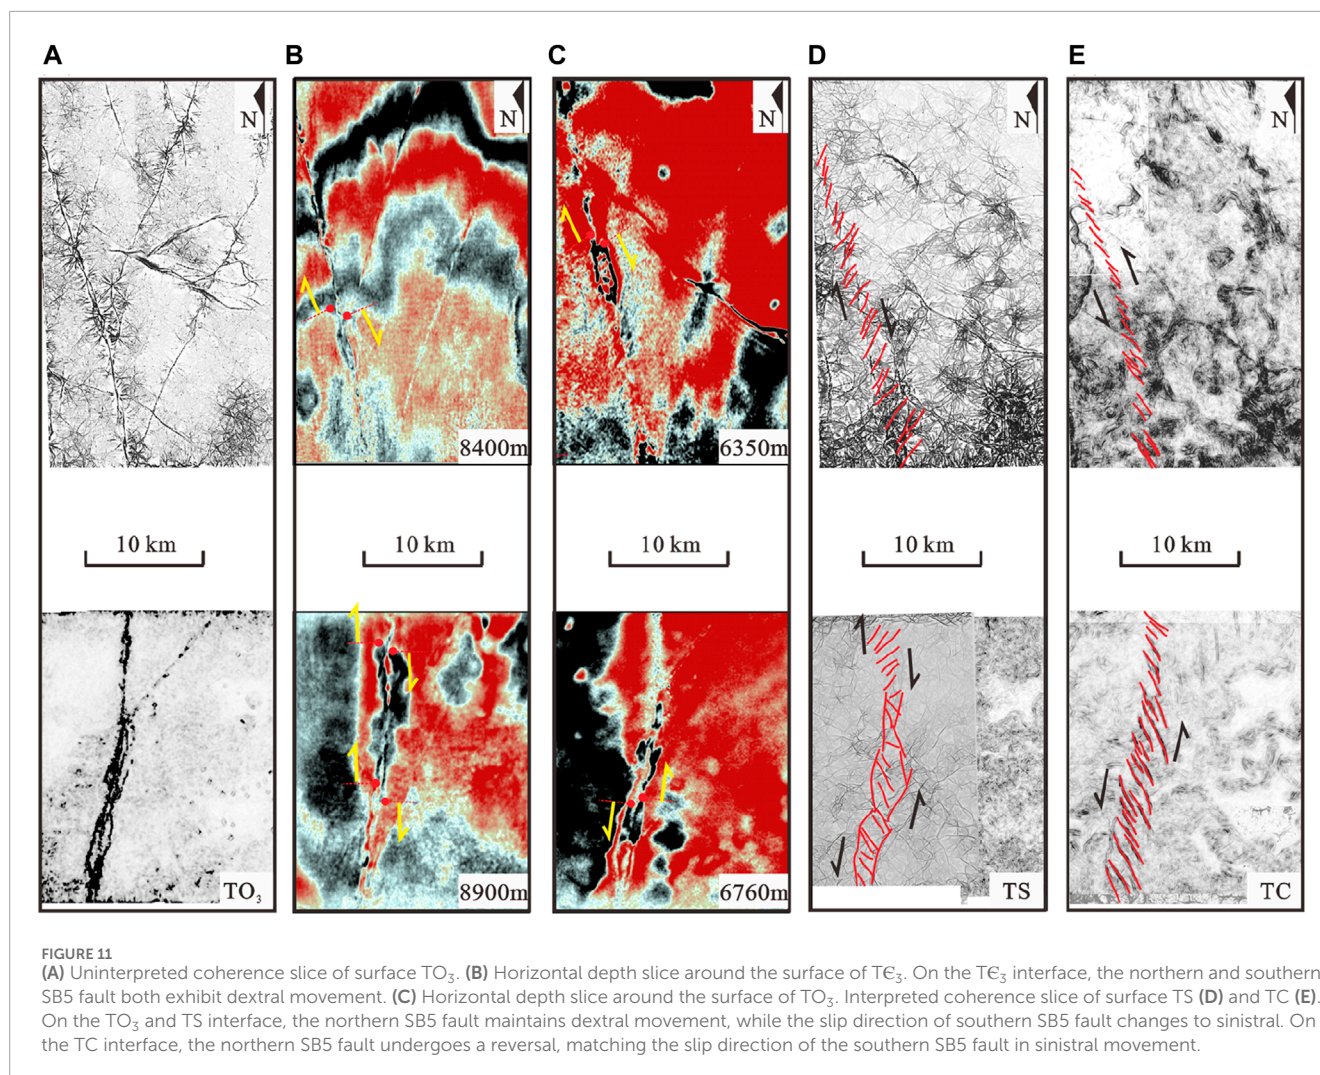 A B C D E
N N N N
8400m 6350m
10 km 10 km 10 km 10 km 10 km
TO₃ 8900m 6760m TS TC
FIGURE 11
(A) Uninterpreted coherence slice of surface TO₃. (B) Horizontal depth slice around the surface of TЄ₃. On the TЄ₃ interface, the northern and southern
SB5 fault both exhibit dextral movement. (C) Horizontal depth slice around the surface of TO₃. Interpreted coherence slice of surface TS (D) and TC (E).
On the TO₃ and TS interface, the northern SB5 fault maintains dextral movement, while the slip direction of southern SB5 fault changes to sinistral. On
the TC interface, the northern SB5 fault undergoes a reversal, matching the slip direction of the southern SB5 fault in sinistral movement.